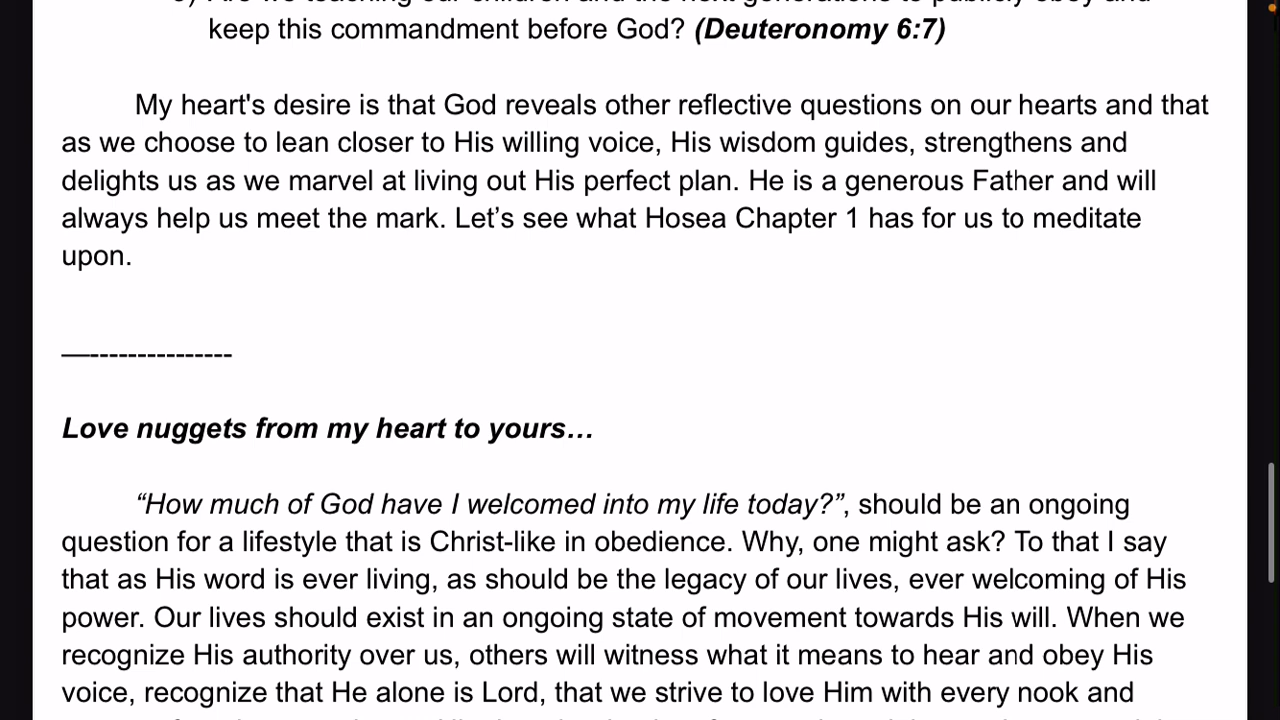 keep this commandment before God? (Deuteronomy 6:7)
My heart's desire is that God reveals other reflective questions on our hearts and that
as we choose to lean closer to His willing voice, His wisdom guides, strengthens and
delights us as we marvel at living out His perfect plan. He is a generous Father and will
always help us meet the mark. Let’s see what Hosea Chapter 1 has for us to meditate
upon.
—---------------
Love nuggets from my heart to yours…
“How much of God have I welcomed into my life today?”, should be an ongoing
question for a lifestyle that is Christ-like in obedience. Why, one might ask? To that I say
that as His word is ever living, as should be the legacy of our lives, ever welcoming of His
power. Our lives should exist in an ongoing state of movement towards His will. When we
recognize His authority over us, others will witness what it means to hear and obey His
voice, recognize that He alone is Lord, that we strive to love Him with every nook and